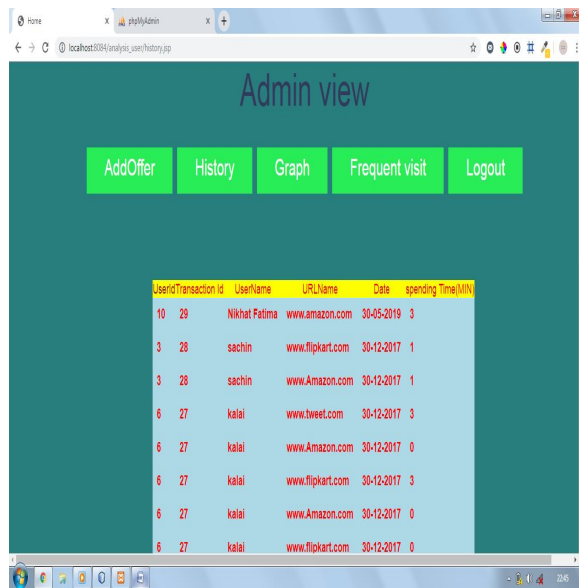 Home
phpMyAdmin
localhost:8084/analysis_user/history.jsp
Admin view
AddOffer History Graph Frequent visit Logout
UserId Transaction Id UserName URLName Date spending Time(MIN)
10 29 Nikhat Fatima www.amazon.com 30-05-2019 3
3 28 sachin www.flipkart.com 30-12-2017 1
3 28 sachin www.Amazon.com 30-12-2017 1
6 27 kalai www.tweet.com 30-12-2017 3
6 27 kalai www.Amazon.com 30-12-2017 0
6 27 kalai www.flipkart.com 30-12-2017 3
6 27 kalai www.Amazon.com 30-12-2017 0
6 27 kalai www.flipkart.com 30-12-2017 0
22:45